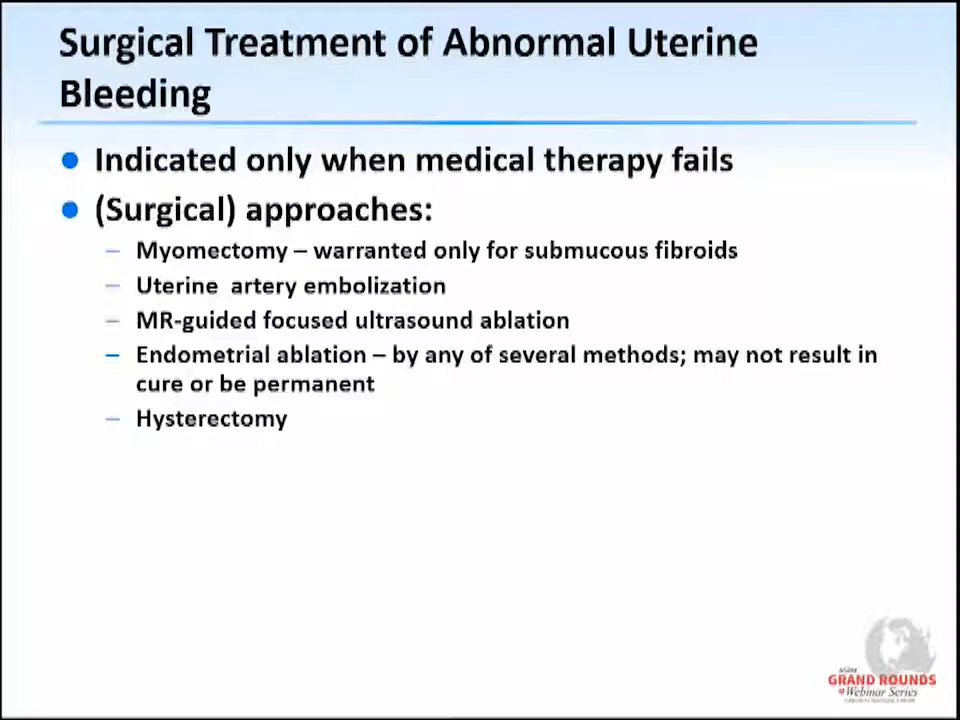 Surgical Treatment of Abnormal Uterine
Bleeding
● Indicated only when medical therapy fails
● (Surgical) approaches:
– Myomectomy – warranted only for submucous fibroids
– Uterine artery embolization
– MR-guided focused ultrasound ablation
– Endometrial ablation – by any of several methods; may not result in
cure or be permanent
– Hysterectomy
GRAND ROUNDS
Webinar Series